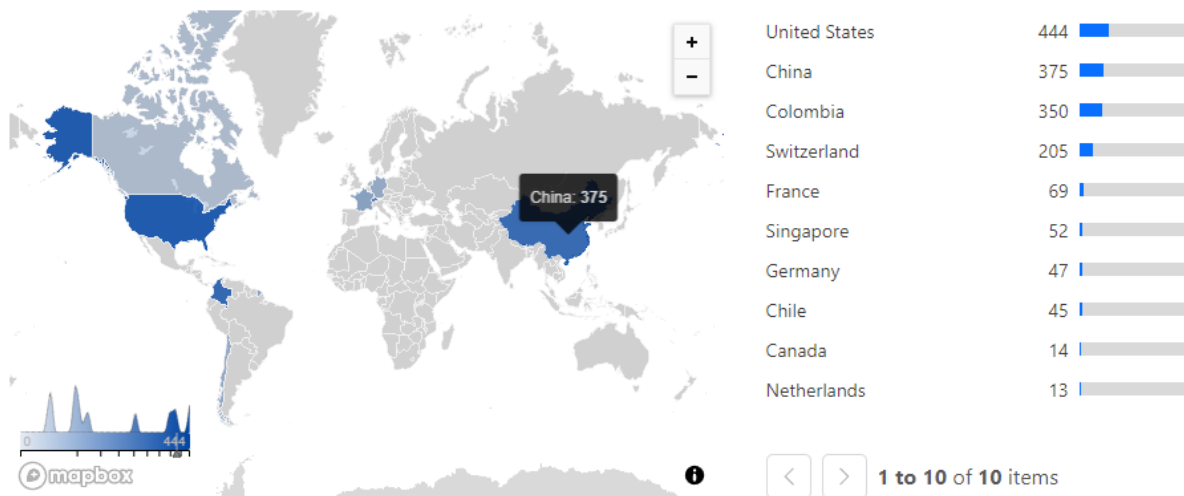 +
−
China: 375
0
444
mapbox
i
United States 444
China 375
Colombia 350
Switzerland 205
France 69
Singapore 52
Germany 47
Chile 45
Canada 14
Netherlands 13
< > 1 to 10 of 10 items